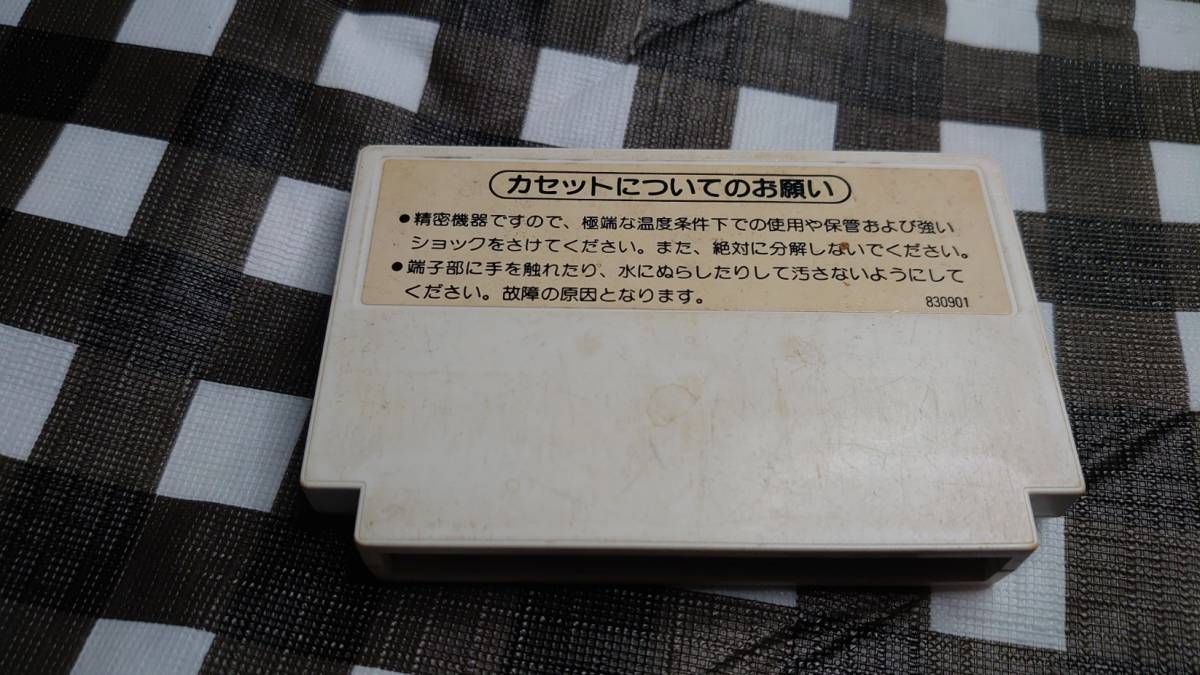 カセットについてのお願い
●精密機器ですので、極端な温度条件下での使用や保管および強い
ショックをさけてください。また、絶対に分解しないでください。
●端子部に手を触れたり、水にぬらしたりして汚さないようにして
ください。故障の原因となります。
830901